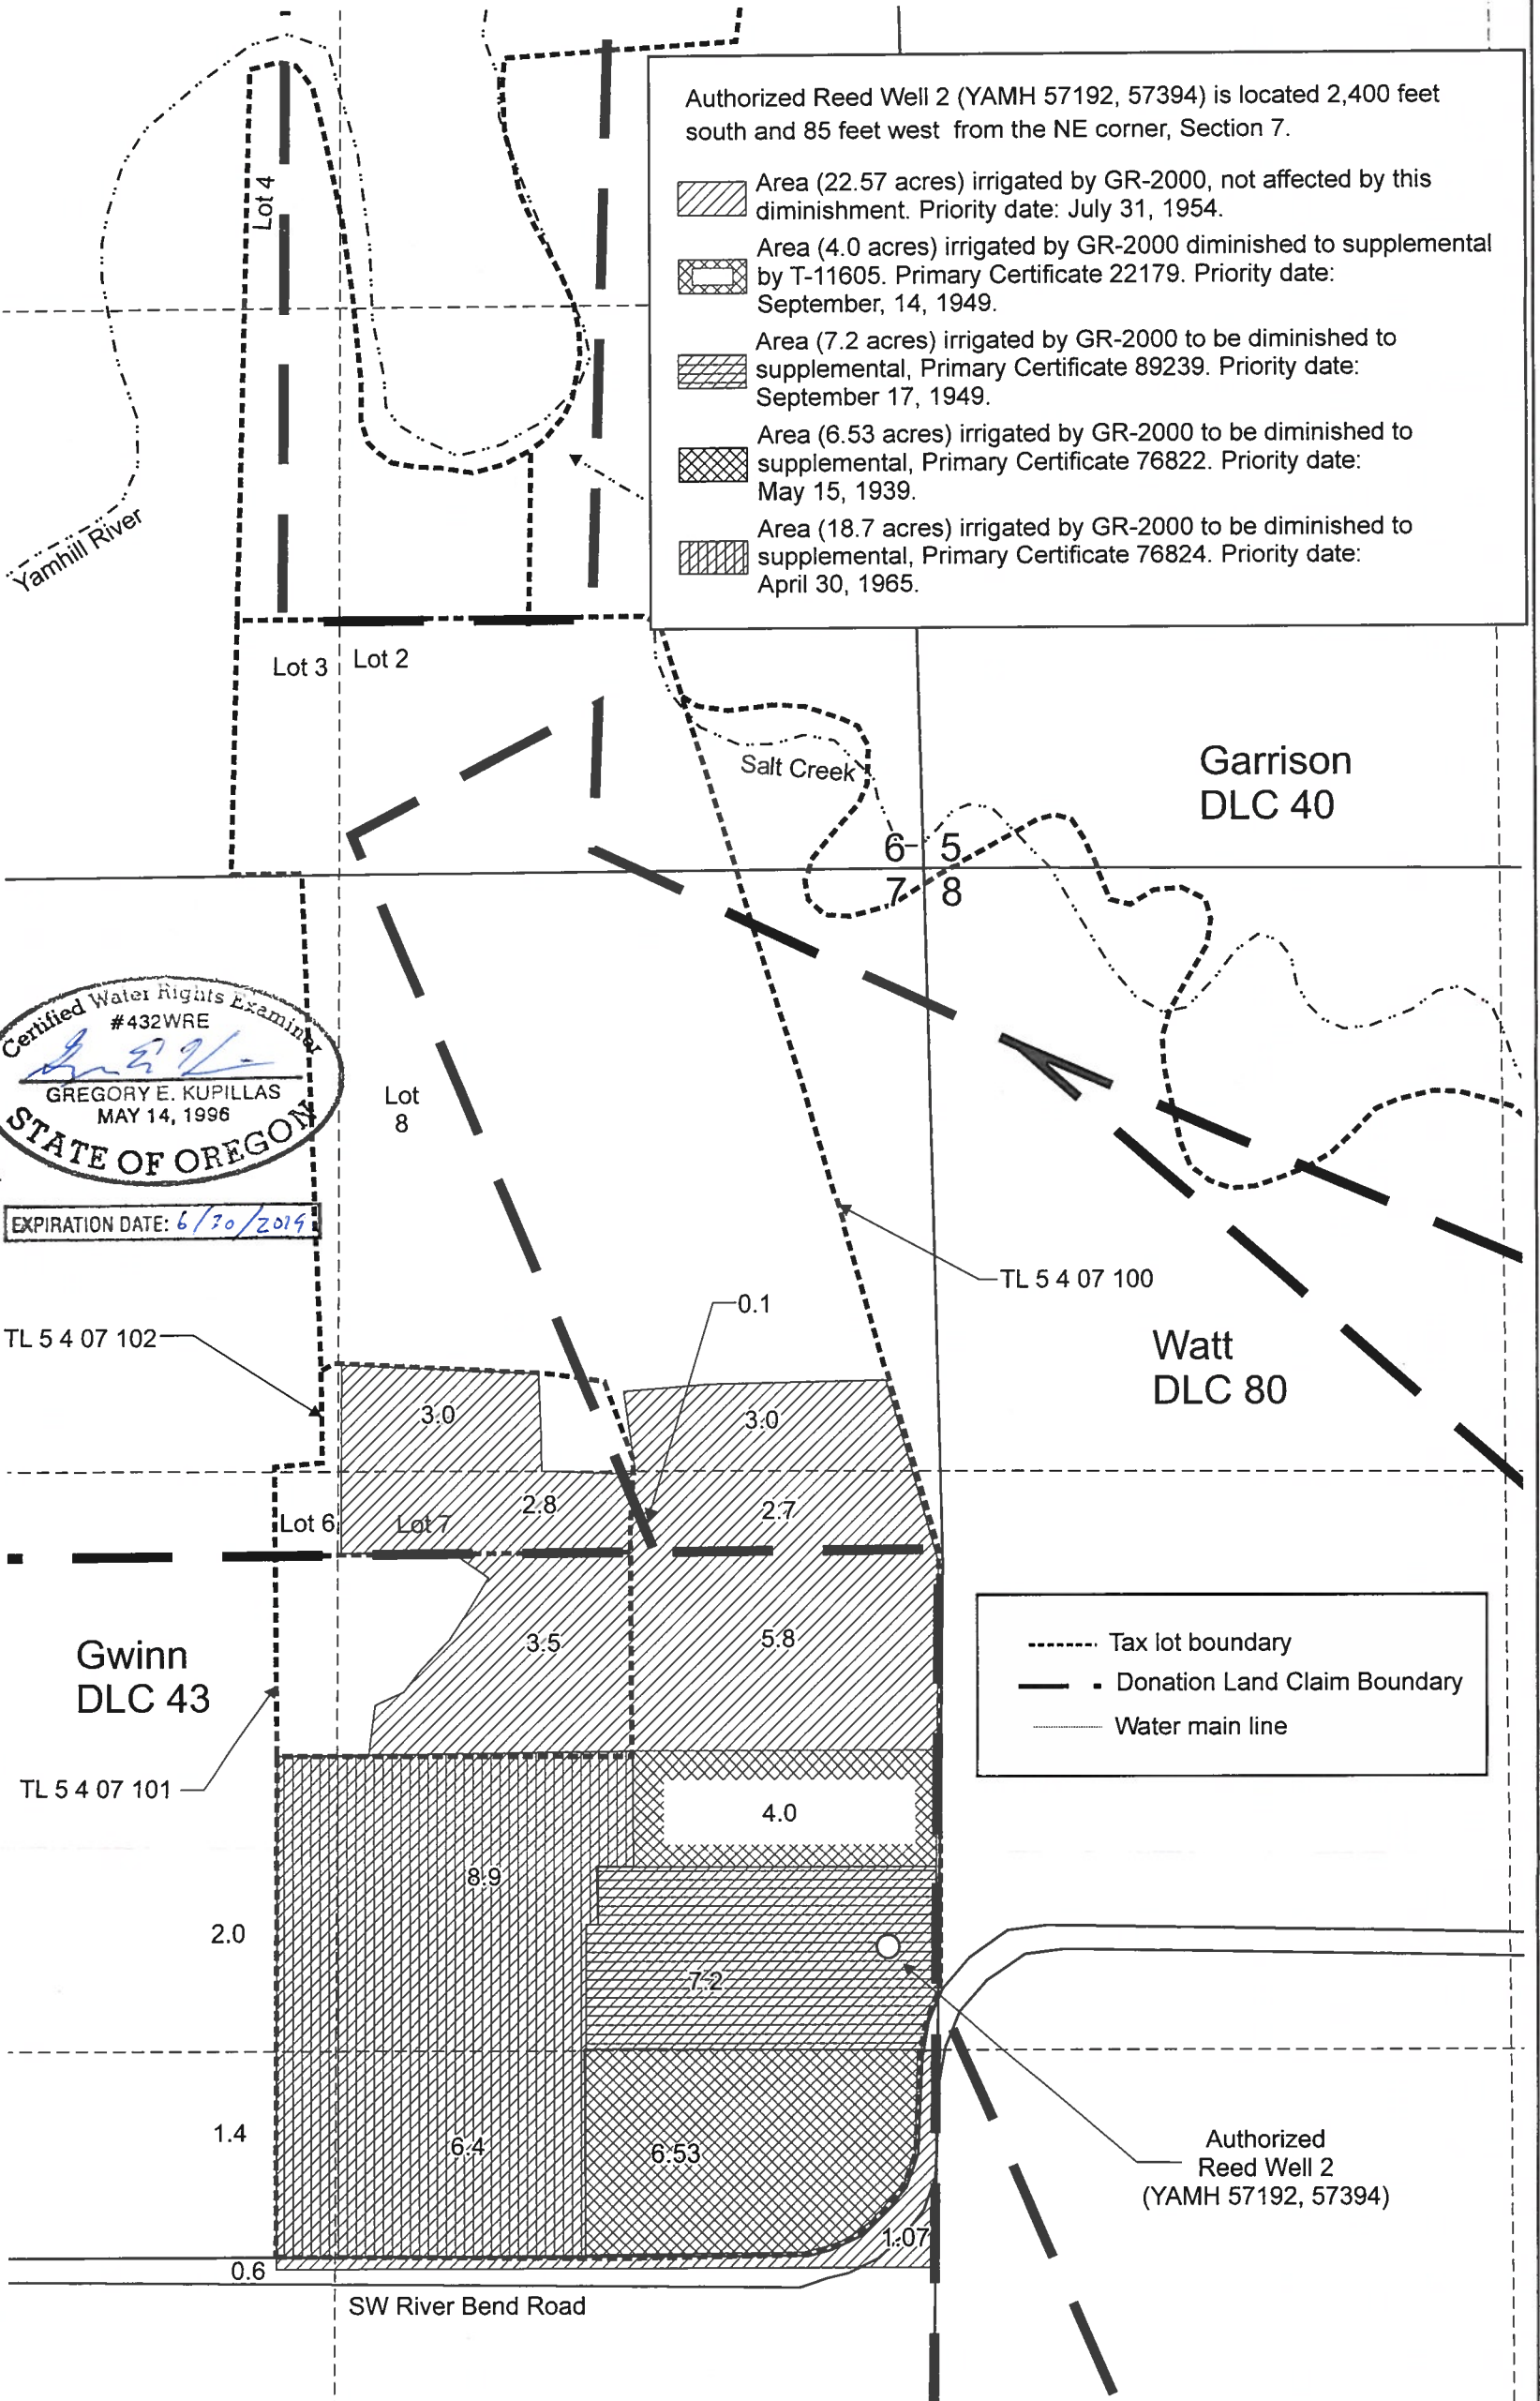 Authorized Reed Well 2 (YAMH 57192, 57394) is located 2,400 feet
south and 85 feet west from the NE corner, Section 7.
Area (22.57 acres) irrigated by GR-2000, not affected by this
diminishment. Priority date: July 31, 1954.
Area (4.0 acres) irrigated by GR-2000 diminished to supplemental
by T-11605. Primary Certificate 22179. Priority date:
September, 14, 1949.
Area (7.2 acres) irrigated by GR-2000 to be diminished to
supplemental, Primary Certificate 89239. Priority date:
September 17, 1949.
Area (6.53 acres) irrigated by GR-2000 to be diminished to
supplemental, Primary Certificate 76822. Priority date:
May 15, 1939.
Area (18.7 acres) irrigated by GR-2000 to be diminished to
supplemental, Primary Certificate 76824. Priority date:
April 30, 1965.
Lot 4
Yamhill River
Lot 3
Lot 2
Salt Creek
Garrison
DLC 40
6
5
7
8
Certified Water Rights Examiner
#432WRE
GREGORY E. KUPILLAS
MAY 14, 1996
STATE OF OREGON
EXPIRATION DATE: 6/30/2019
Lot
8
TL 5 4 07 100
0.1
TL 5 4 07 102
Watt
DLC 80
3.0
3.0
2.8
2.7
Lot 6
Lot 7
3.5
5.8
Gwinn
DLC 43
Tax lot boundary
Donation Land Claim Boundary
Water main line
TL 5 4 07 101
4.0
8.9
2.0
7.2
1.4
6.4
6.53
Authorized
Reed Well 2
(YAMH 57192, 57394)
1.07
0.6
SW River Bend Road